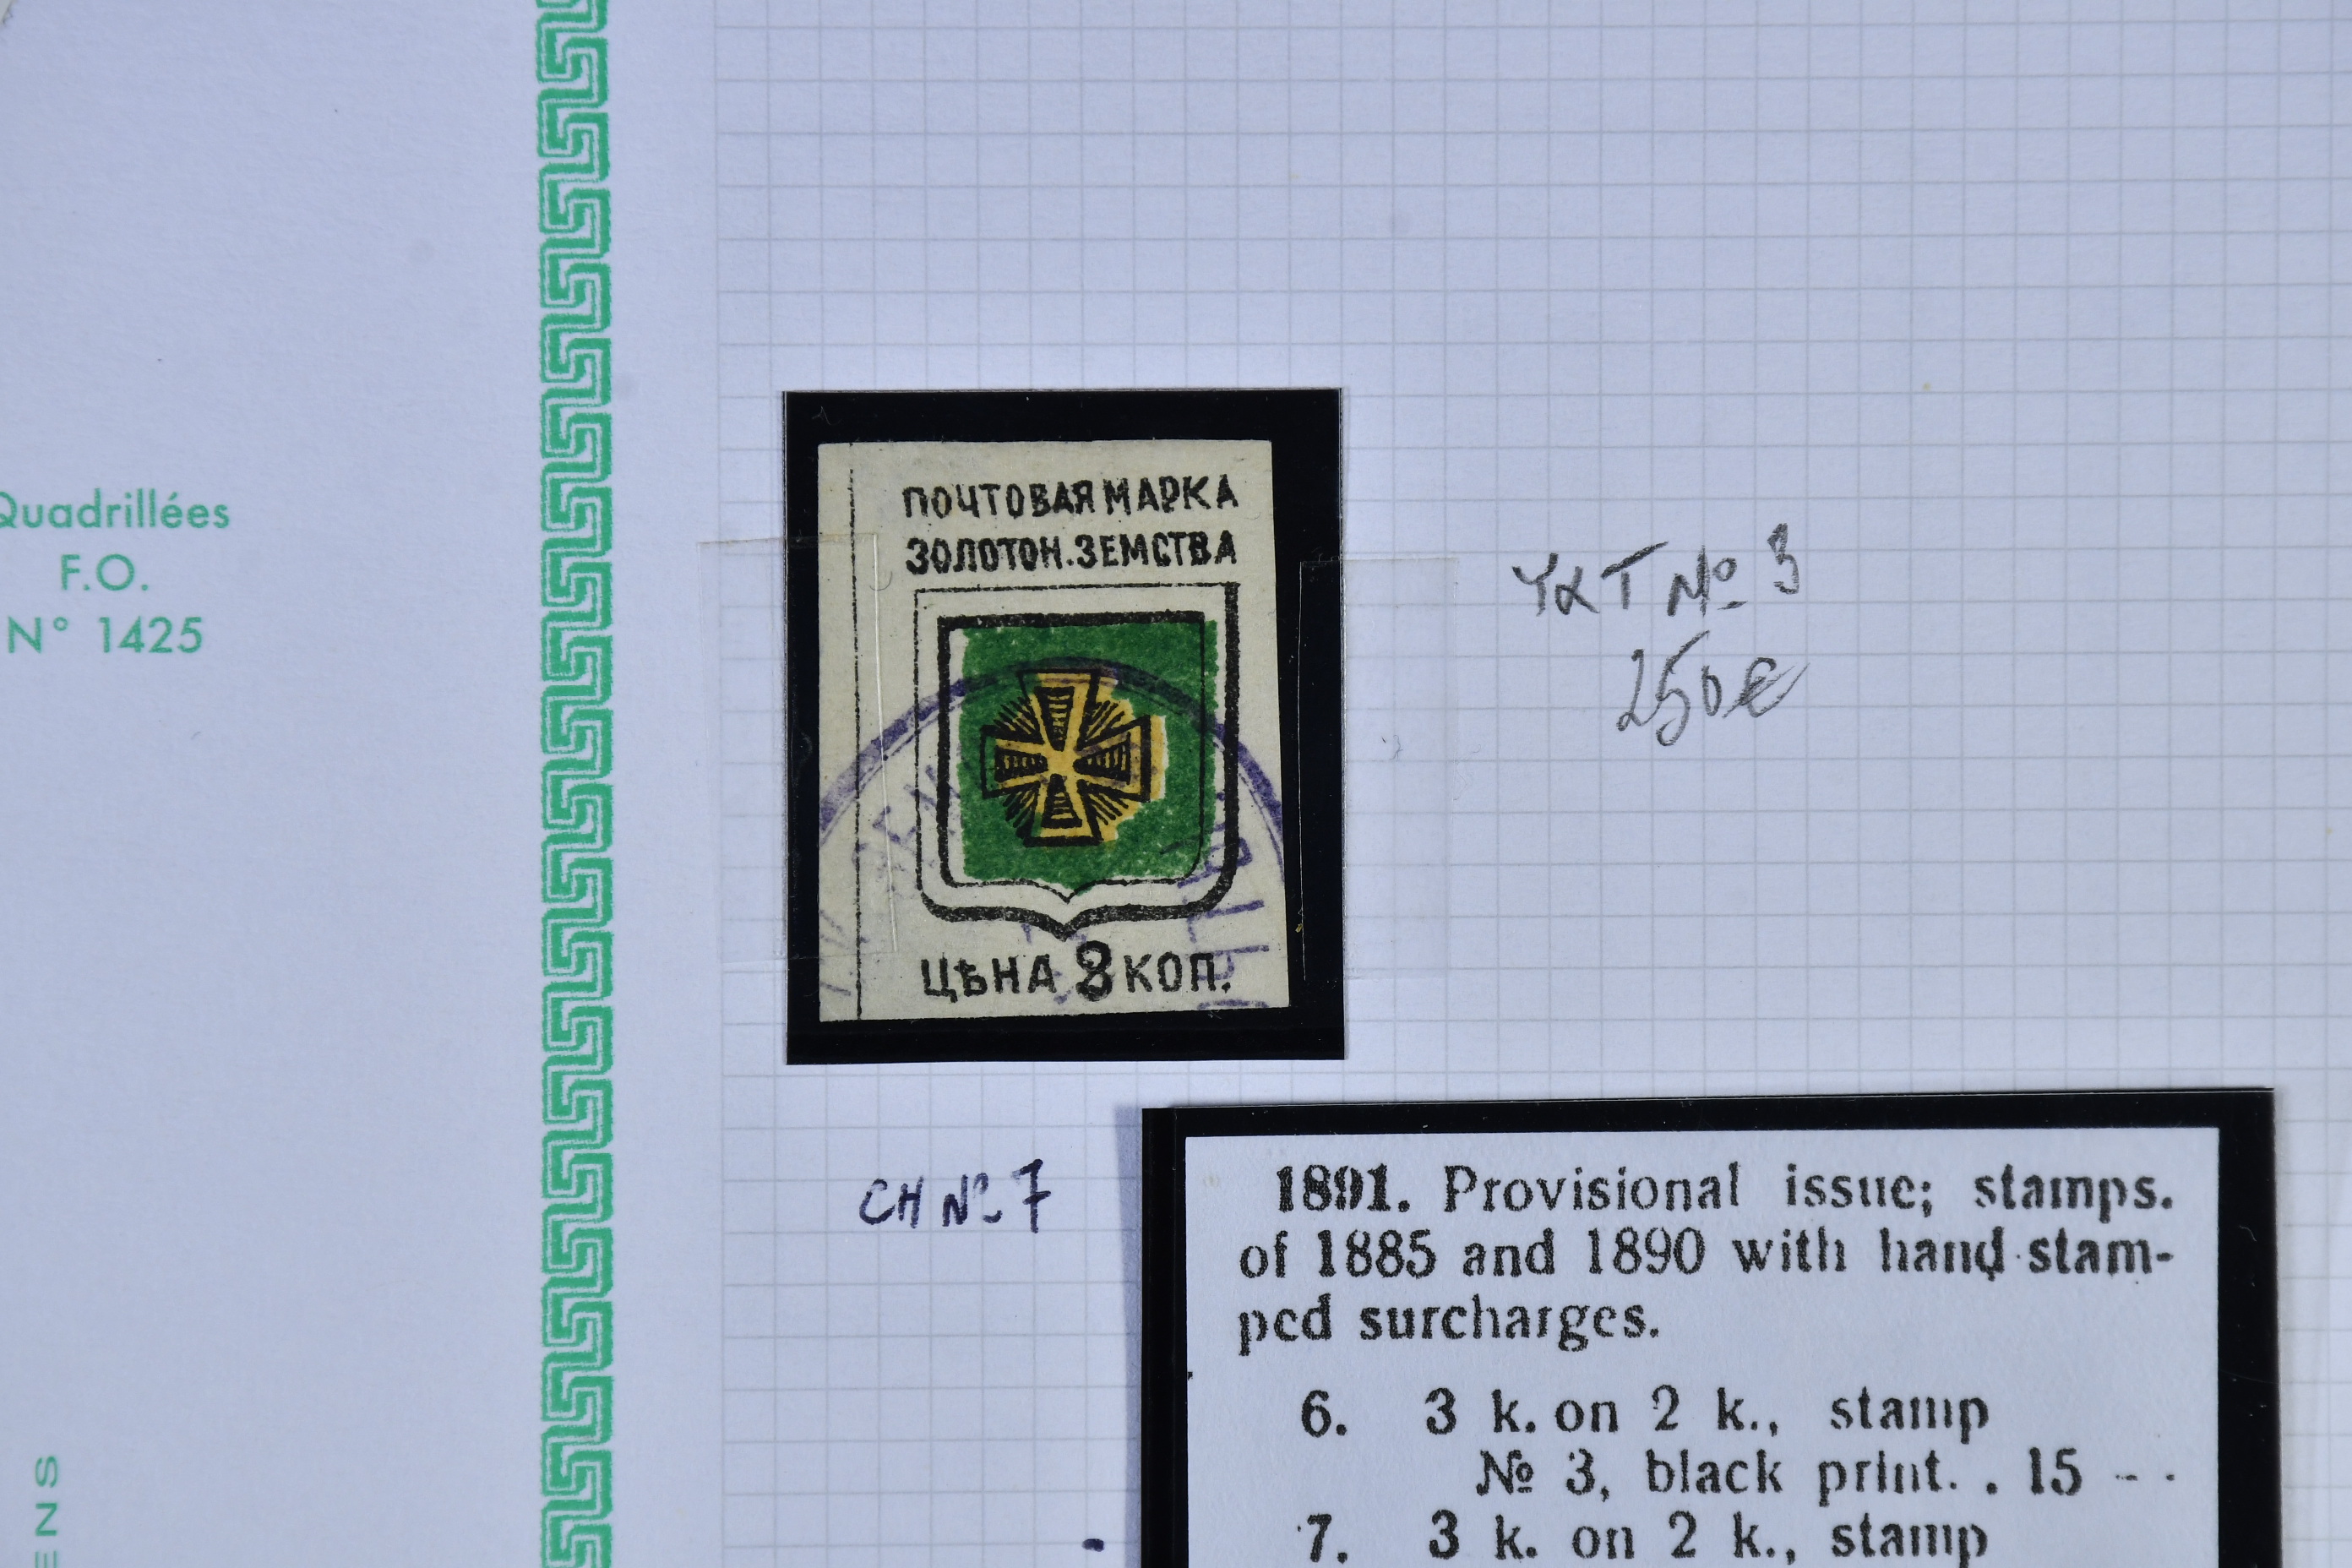 Quadrillées
F.O.
N° 1425
ENS
ПОЧТОВАЯ МАРКА
ЗОЛОТОН. ЗЕМСТВА
ЦѢНА 3 КОП.
Y&T No 3
250€
CH No 7
1891. Provisional issue; stamps.
of 1885 and 1890 with hand-stam-
ped surcharges.
6. 3 k. on 2 k., stamp
№ 3, black print. . 15 - -
7. 3 k. on 2 k., stamp